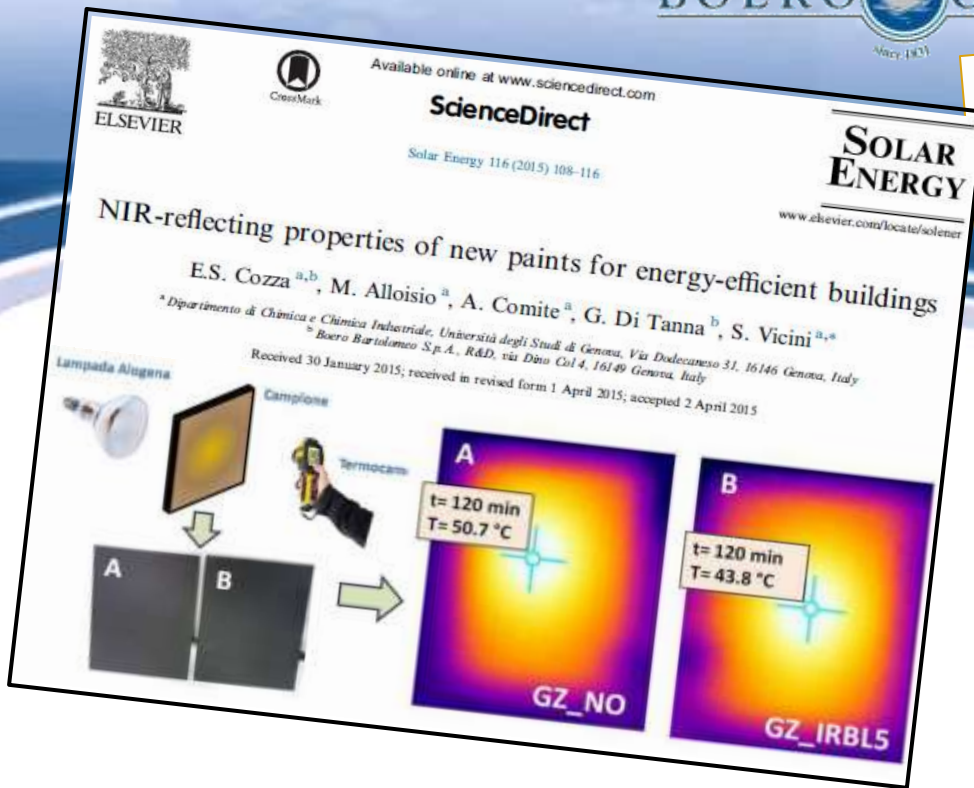 BOERO
Since 1831
ELSEVIER
CrossMark
Available online at www.sciencedirect.com
ScienceDirect
Solar Energy 116 (2015) 108–116
SOLAR
ENERGY
www.elsevier.com/locate/solener
NIR-reflecting properties of new paints for energy-efficient buildings
E.S. Cozza a,b, M. Alloisio a, A. Comite a, G. Di Tanna b, S. Vicini a,*
a Dipartimento di Chimica e Chimica Industriale, Università degli Studi di Genova, Via Dodecaneso 31, 16146 Genova, Italy
b Boero Bartolomeo S.p.A., R&D, via Dino Col 4, 16149 Genova, Italy
Received 30 January 2015; received in revised form 1 April 2015; accepted 2 April 2015
Lampada Alogena
Campione
Termocam
A
B
A
t= 120 min
T= 50.7 °C
GZ_NO
B
t= 120 min
T= 43.8 °C
GZ_IRBL5